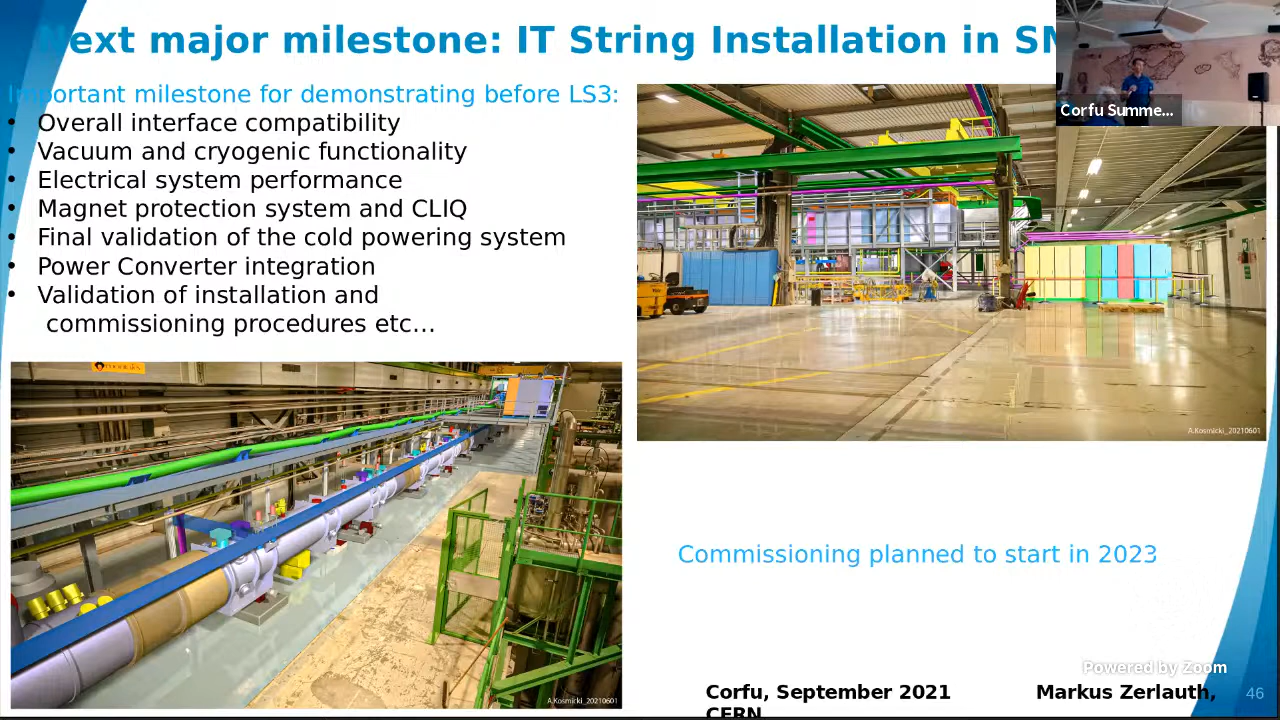 Next major milestone: IT String Installation in SM
Important milestone for demonstrating before LS3:
• Overall interface compatibility
• Vacuum and cryogenic functionality
• Electrical system performance
• Magnet protection system and CLIQ
• Final validation of the cold powering system
• Power Converter integration
• Validation of installation and
commissioning procedures etc…
Corfu Summe...
A.Kosmicki_20210601
A.Kosmicki_20210601
Commissioning planned to start in 2023
Powered by Zoom
Corfu, September 2021 Markus Zerlauth,
CERN
46